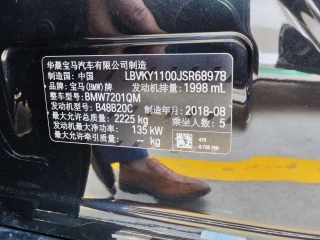 华晨宝马汽车有限公司制造
制造国：中国 LBVKY1100JSR68978
品牌：宝马(BMW)牌 发动机排量：1998 mL
整车型号：BMW7201QM
发动机型号：B48B20C 制造年月：2018-08
最大允许总质量：2225 kg 乘坐人数：5
发动机最大净功率：135 kW
最大允许牵引质量：-- kg
475